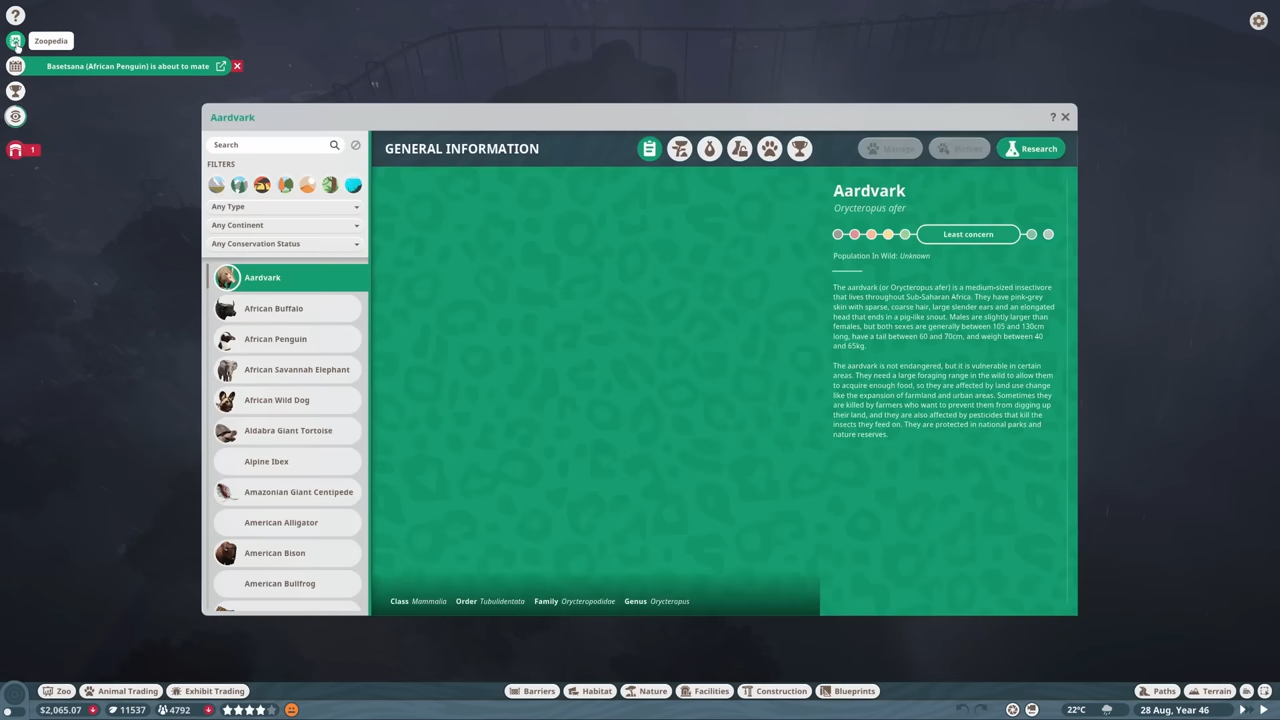 ?
Zoopedia
Basetsana (African Penguin) is about to mate
1
Aardvark
?
Search
FILTERS
Any Type
Any Continent
Any Conservation Status
Aardvark
African Buffalo
African Penguin
African Savannah Elephant
African Wild Dog
Aldabra Giant Tortoise
Alpine Ibex
Amazonian Giant Centipede
American Alligator
American Bison
American Bullfrog
GENERAL INFORMATION
Manage
Research
Aardvark
Orycteropus afer
Least concern
Population In Wild: Unknown
The aardvark (or Orycteropus afer) is a medium-sized insectivore
that lives throughout Sub-Saharan Africa. They have pink-grey
skin with sparse, coarse hair, large slender ears and an elongated
head that ends in a pig-like snout. Males are slightly larger than
females, but both sexes are generally between 105 and 130cm
long, have a tail between 60 and 70cm, and weigh between 40
and 65kg.
The aardvark is not endangered, but it is vulnerable in certain
areas. They need a large foraging range in the wild to allow them
to acquire enough food, so they are affected by land use change
like the expansion of farmland and urban areas. Sometimes they
are killed by farmers who want to prevent them from digging up
their land, and they are also affected by pesticides that kill the
insects they feed on. They are protected in national parks and
nature reserves.
Class Mammalia Order Tubulidentata Family Orycteropodidae Genus Orycteropus
Zoo Animal Trading Exhibit Trading Barriers Habitat Nature Facilities Construction Blueprints Paths Terrain
$2,065.07 11537 4792 22°C 28 Aug, Year 46